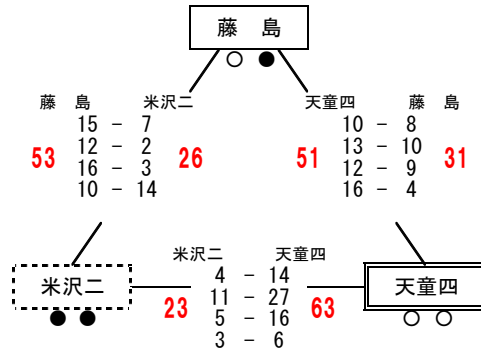 藤 島
○ ●
藤 島 米沢二
53 26
15 - 7
12 - 2
16 - 3
10 - 14
天童四 藤 島
51 31
10 - 8
13 - 10
12 - 9
16 - 4
米沢二 天童四
23 63
4 - 14
11 - 27
5 - 16
3 - 6
米沢二
● ●
天童四
○ ○